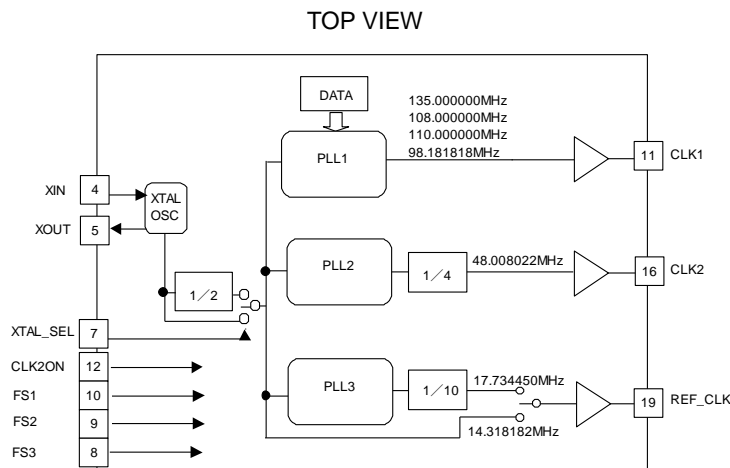 TOP VIEW
DATA
135.000000MHz
108.000000MHz
110.000000MHz
98.181818MHz
PLL1
11 CLK1
XIN 4
XTAL
OSC
XOUT 5
PLL2
1/4
48.008022MHz
16 CLK2
1/2
XTAL_SEL 7
CLK2ON 12
FS1 10
FS2 9
FS3 8
PLL3
1/10
17.734450MHz
14.318182MHz
19 REF_CLK